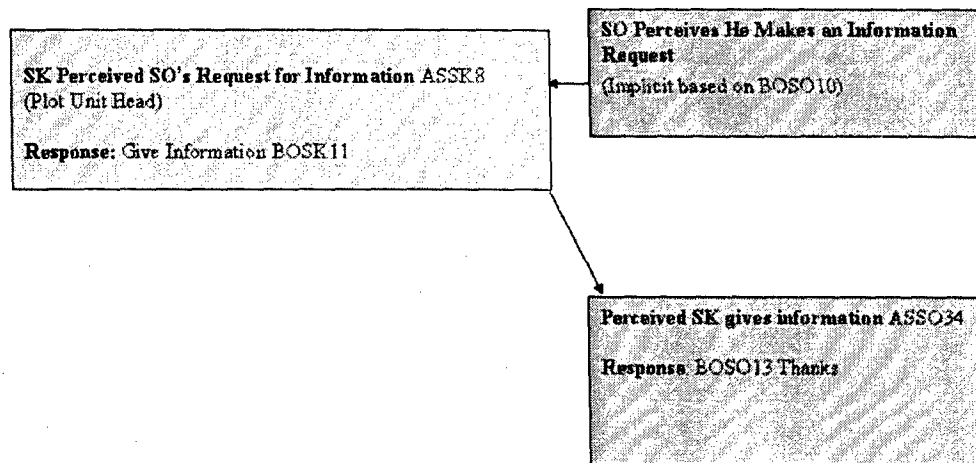 SO Perceives He Makes an Information
Request
(Implicit based on BOSO10)
SK Perceived SO's Request for Information ASSK8
(Plot Unit Head)
Response: Give Information BOSK11
Perceived SK gives information ASSO34
Response: BOSO13 Thanks